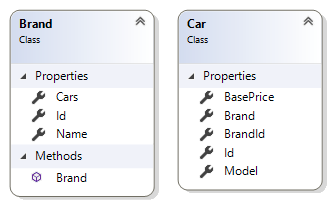 Brand
Class
Properties
Cars
Id
Name
Methods
Brand
Car
Class
Properties
BasePrice
Brand
BrandId
Id
Model